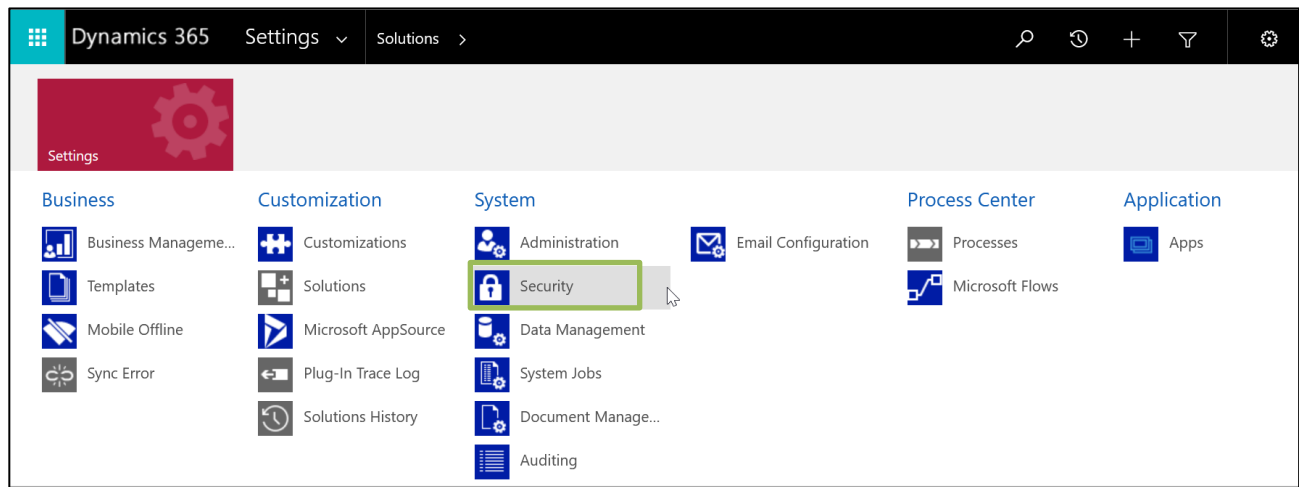 Dynamics 365 Settings Solutions
Settings
Business
Business Manageme...
Templates
Mobile Offline
Sync Error
Customization
Customizations
Solutions
Microsoft AppSource
Plug-In Trace Log
Solutions History
System
Administration
Security
Data Management
System Jobs
Document Manage...
Auditing
Email Configuration
Process Center
Processes
Microsoft Flows
Application
Apps